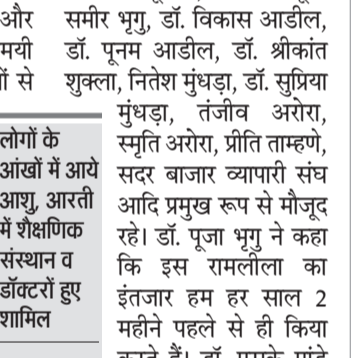 और
मयी
ों से
लोगों के
आंखों में आये
आशु, आरती
में शैक्षणिक
संस्थान व
डॉक्टरों हुए
शामिल
समीर भृगु, डॉ. विकास आडील,
डॉ. पूनम आडील, डॉ. श्रीकांत
शुक्ला, नितेश मुंधड़ा, डॉ. सुप्रिया
मुंधड़ा, तंजीव अरोरा,
स्मृति अरोरा, प्रीति ताम्हणे,
सदर बाजार व्यापारी संघ
आदि प्रमुख रूप से मौजूद
रहे। डॉ. पूजा भृगु ने कहा
कि इस रामलीला का
इंतजार हम हर साल 2
महीने पहले से ही किया